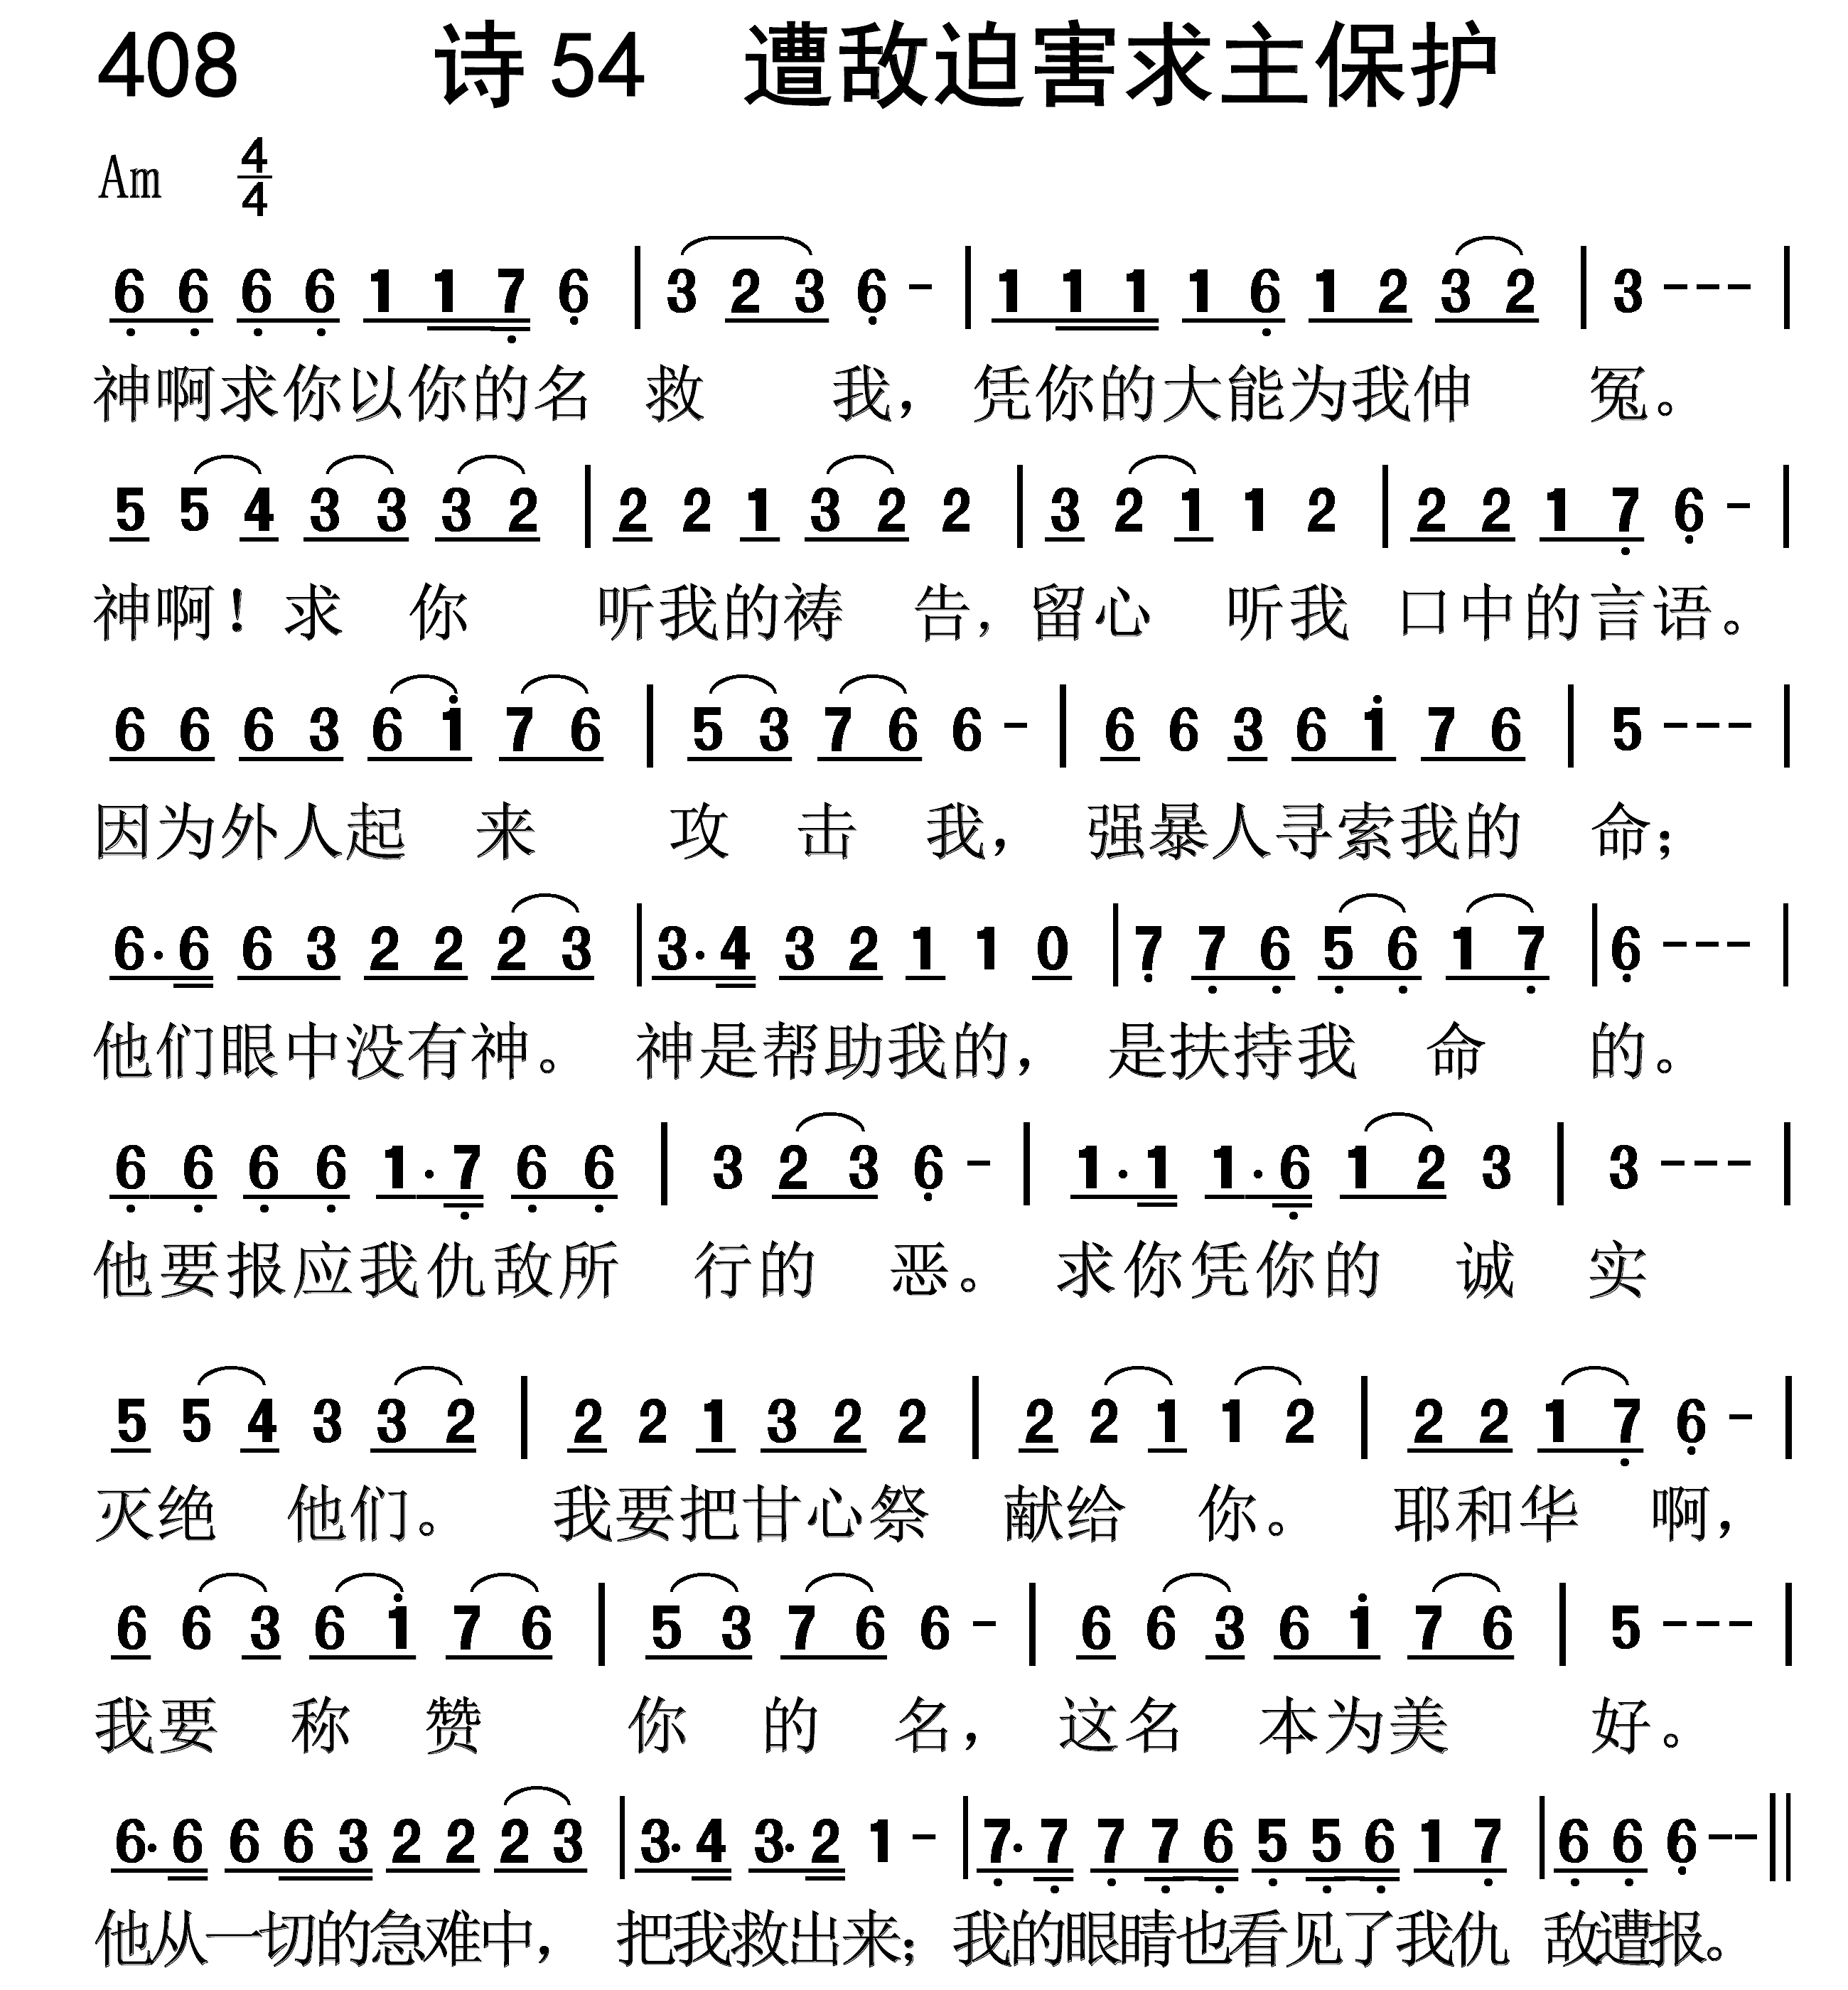 408 诗 54 遭敌迫害求主保护
Am 4/4
6 6 6 6 1 1 7 6 | 3 2 3 6 - | 1 1 1 1 6 1 2 3 2 | 3 - - - |
神啊求你以你的名 救 我，凭你的大能为我伸 冤。
5 5 4 3 3 3 2 | 2 2 1 3 2 2 | 3 2 1 1 2 | 2 2 1 7 6 - |
神啊！求 你 听我的祷 告，留心 听我 口中的言语。
6 6 6 3 6 i 7 6 | 5 3 7 6 6 - | 6 6 3 6 i 7 6 | 5 - - - |
因为外人起 来 攻 击 我， 强暴人寻索我的 命；
6·6 6 3 2 2 2 3 | 3·4 3 2 1 1 0 | 7 7 6 5 6 1 7 | 6 - - - |
他们眼中没有神。 神是帮助我的， 是扶持我 命 的。
6 6 6 6 1·7 6 6 | 3 2 3 6 - | 1·1 1·6 1 2 3 | 3 - - - |
他要报应我仇敌所 行的 恶。 求你凭你的 诚 实
5 5 4 3 3 2 | 2 2 1 3 2 2 | 2 2 1 1 2 | 2 2 1 7 6 - |
灭绝 他们。 我要把甘心祭 献给 你。 耶和华 啊，
6 6 3 6 i 7 6 | 5 3 7 6 6 - | 6 6 3 6 i 7 6 | 5 - - - |
我要 称 赞 你 的 名， 这名 本为美 好。
6·6 6 6 3 2 2 2 3 | 3·4 3·2 1 - | 7·7 7 7 6 5 5 6 1 7 | 6 6 6 - - ||
他从一切的急难中， 把我救出来；我的眼睛也看见了我仇 敌遭报。